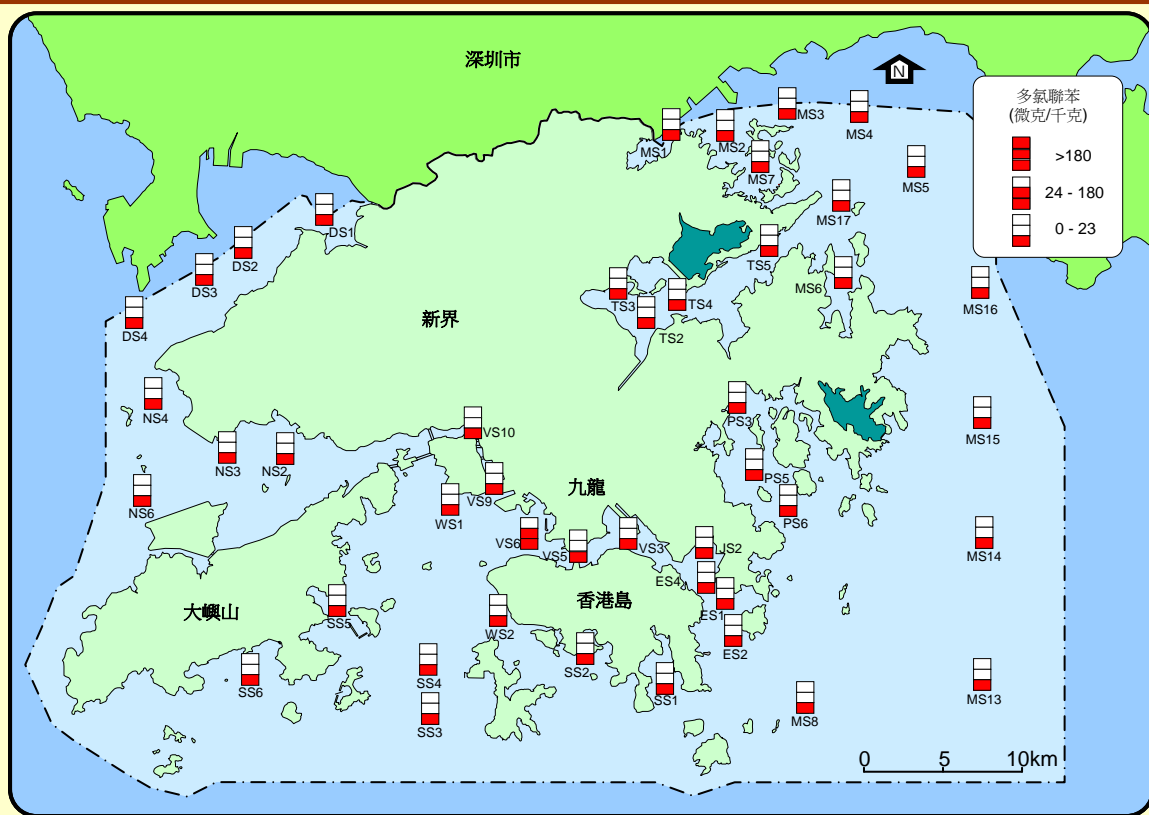 深圳市
N
多氯聯苯
(微克/千克)
>180
24 - 180
0 - 23
MS1
MS2
MS3
MS4
MS7
MS5
MS17
DS1
DS2
DS3
DS4
TS5
MS6
MS16
TS3
TS4
TS2
新界
NS4
NS3
NS2
NS6
VS10
VS9
WS1
九龍
PS3
PS5
PS6
MS15
MS14
VS6
VS5
VS3
JS2
ES4
ES1
ES2
大嶼山
香港島
SS5
WS2
SS2
SS6
SS4
SS3
SS1
MS8
MS13
0 5 10km